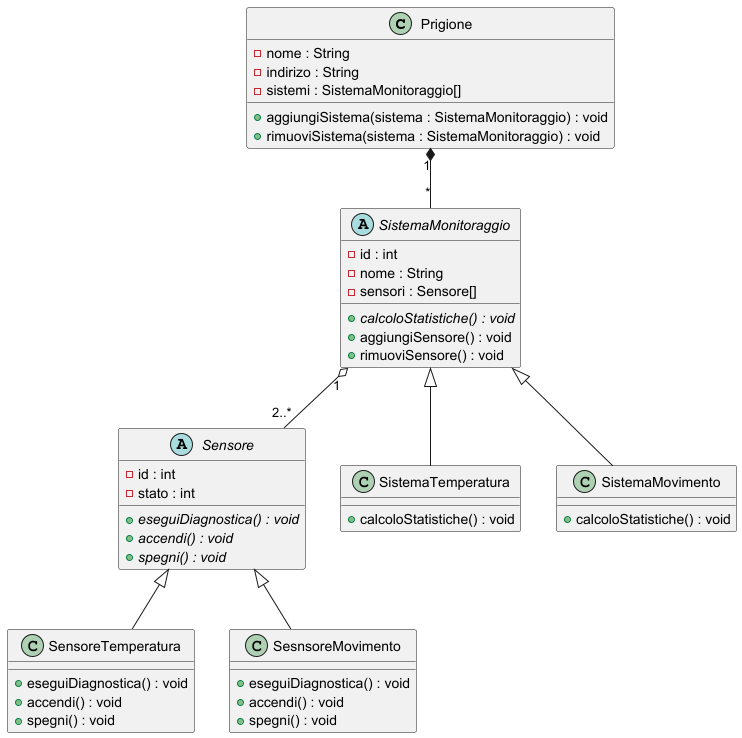 C Prigione
nome : String
indirizo : String
sistemi : SistemaMonitoraggio[]
aggiungiSistema(sistema : SistemaMonitoraggio) : void
rimuoviSistema(sistema : SistemaMonitoraggio) : void
1
*
A SistemaMonitoraggio
id : int
nome : String
sensori : Sensore[]
calcoloStatistiche() : void
aggiungiSensore() : void
rimuoviSensore() : void
1
2..*
A Sensore
id : int
stato : int
eseguiDiagnostica() : void
accendi() : void
spegni() : void
C SistemaTemperatura
calcoloStatistiche() : void
C SistemaMovimento
calcoloStatistiche() : void
C SensoreTemperatura
eseguiDiagnostica() : void
accendi() : void
spegni() : void
C SesnsoreMovimento
eseguiDiagnostica() : void
accendi() : void
spegni() : void